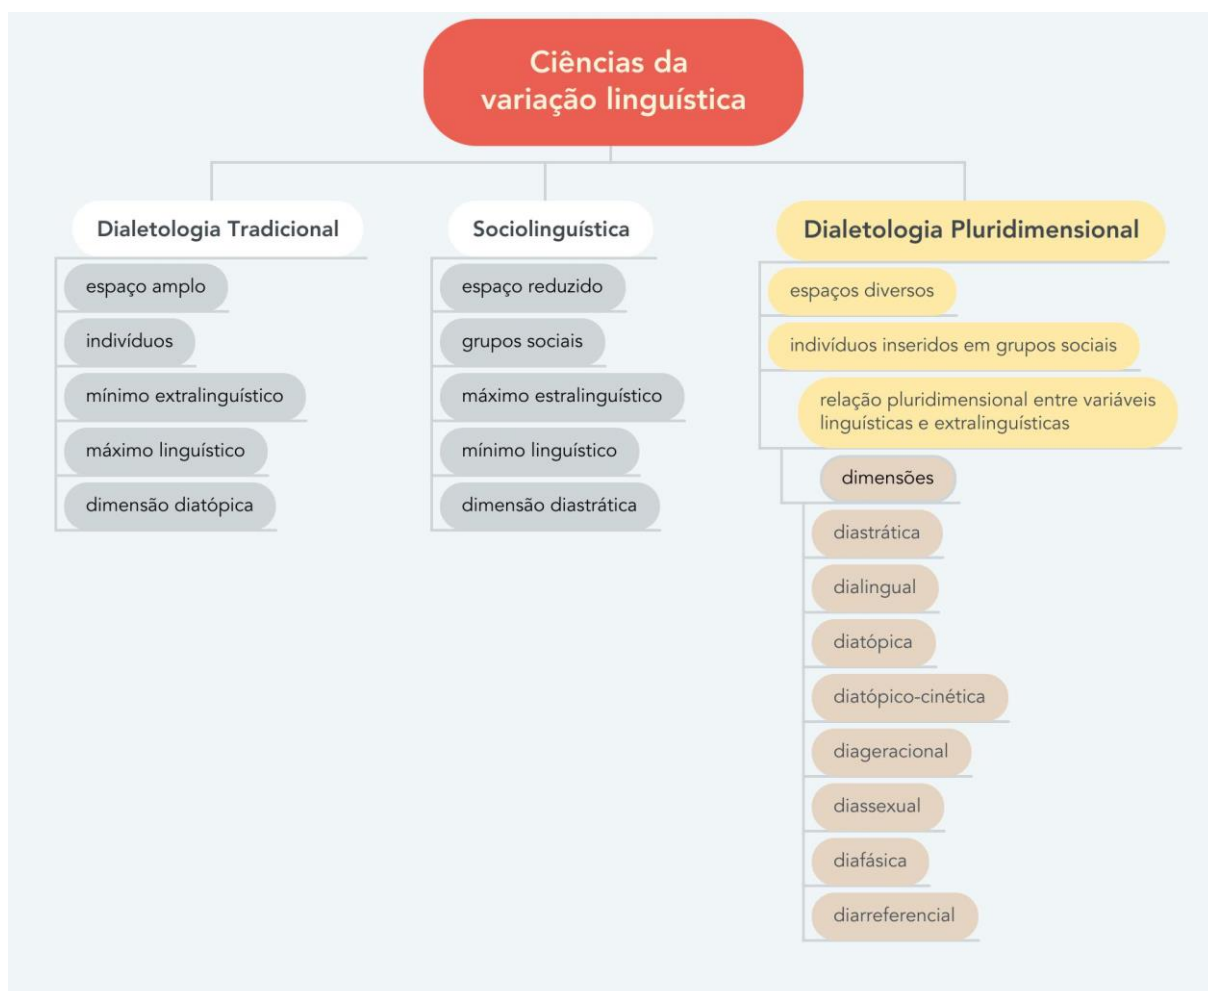 Ciências da
variação linguística
Dialetologia Tradicional
espaço amplo
indivíduos
mínimo extralinguístico
máximo linguístico
dimensão diatópica
Sociolinguística
espaço reduzido
grupos sociais
máximo estralinguístico
mínimo linguístico
dimensão diastrática
Dialetologia Pluridimensional
espaços diversos
indivíduos inseridos em grupos sociais
relação pluridimensional entre variáveis
linguísticas e extralinguísticas
dimensões
diastrática
dialingual
diatópica
diatópico-cinética
diageracional
diassexual
diafásica
diarreferencial